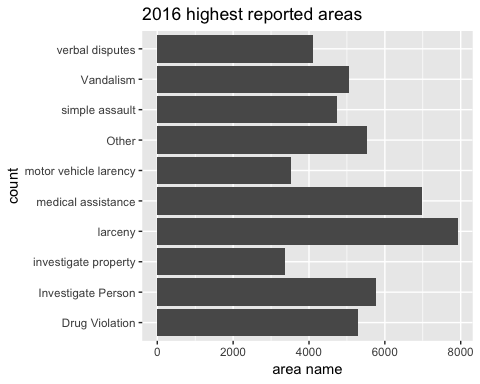 2016 highest reported areas
verbal disputes
Vandalism
simple assault
Other
motor vehicle larency
medical assistance
larceny
investigate property
Investigate Person
Drug Violation
count
0 2000 4000 6000 8000
area name